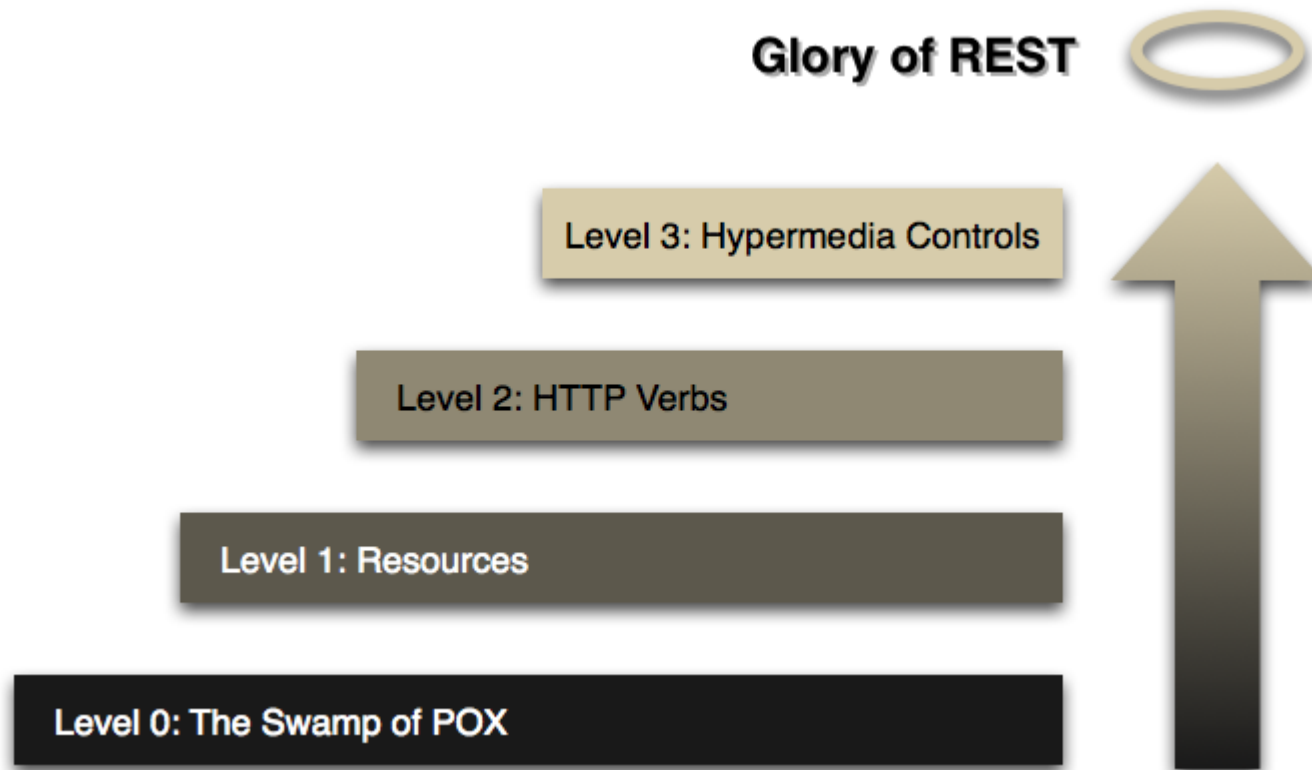 Glory of REST
Level 3: Hypermedia Controls
Level 2: HTTP Verbs
Level 1: Resources
Level 0: The Swamp of POX